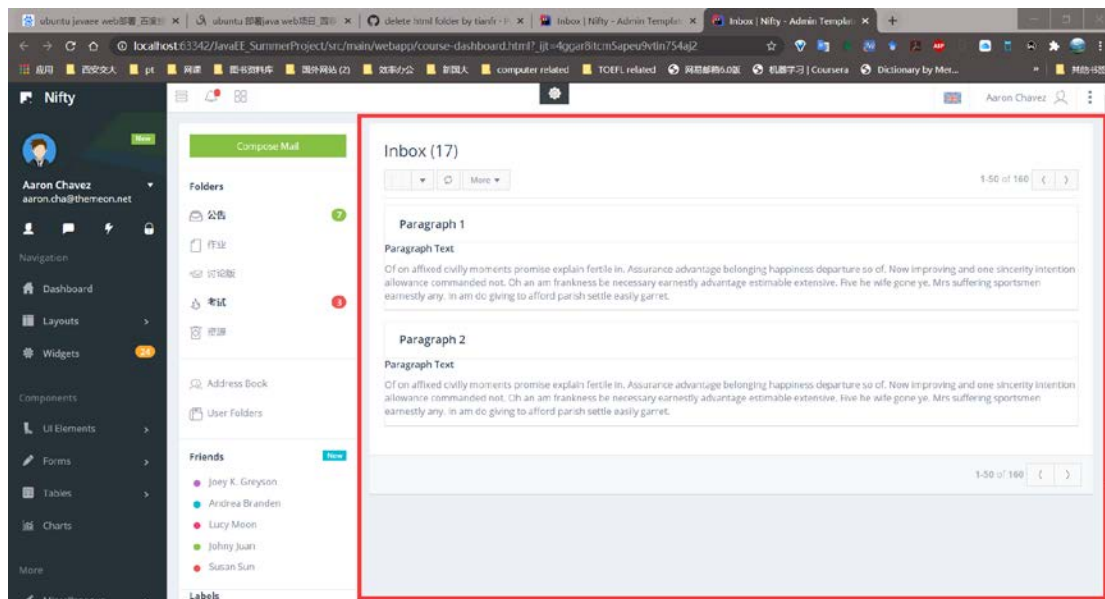 ubuntu javaee web部署_百度
ubuntu 部署java web项目
delete html folder by tianfr
Inbox | Nifty - Admin Templat
Inbox | Nifty - Admin Templat
localhost:63342/JavaEE_SummerProject/src/main/webapp/course-dashboard.html?_ijt=4ggar8itcm5apeu9vtin754aj2
应用 西安交大 pt 网课 图书资料库 国外网站 (2) 效率办公 新国大 computer related TOEFL related 网易邮箱6.0版 机器学习 | Coursera Dictionary by Mer... » 其他书签
Nifty
Aaron Chavez
New
Aaron Chavez
aaron.cha@themeon.net
Navigation
Dashboard
Layouts
Widgets 24
Components
UI Elements
Forms
Tables
Charts
More
Compose Mail
Folders
公告 7
作业
讨论版
考试 3
资源
Address Book
User Folders
Friends New
Joey K. Greyson
Andrea Branden
Lucy Moon
Johny Juan
Susan Sun
Labels
Inbox (17)
More
1-50 of 160
Paragraph 1
Paragraph Text
Of on affixed civilly moments promise explain fertile in. Assurance advantage belonging happiness departure so of. Now improving and one sincerity intention
allowance commanded not. Oh an am frankness be necessary earnestly advantage estimable extensive. Five he wife gone ye. Mrs suffering sportsmen
earnestly any. In am do giving to afford parish settle easily garret.
Paragraph 2
Paragraph Text
Of on affixed civilly moments promise explain fertile in. Assurance advantage belonging happiness departure so of. Now improving and one sincerity intention
allowance commanded not. Oh an am frankness be necessary earnestly advantage estimable extensive. Five he wife gone ye. Mrs suffering sportsmen
earnestly any. In am do giving to afford parish settle easily garret.
1-50 of 160